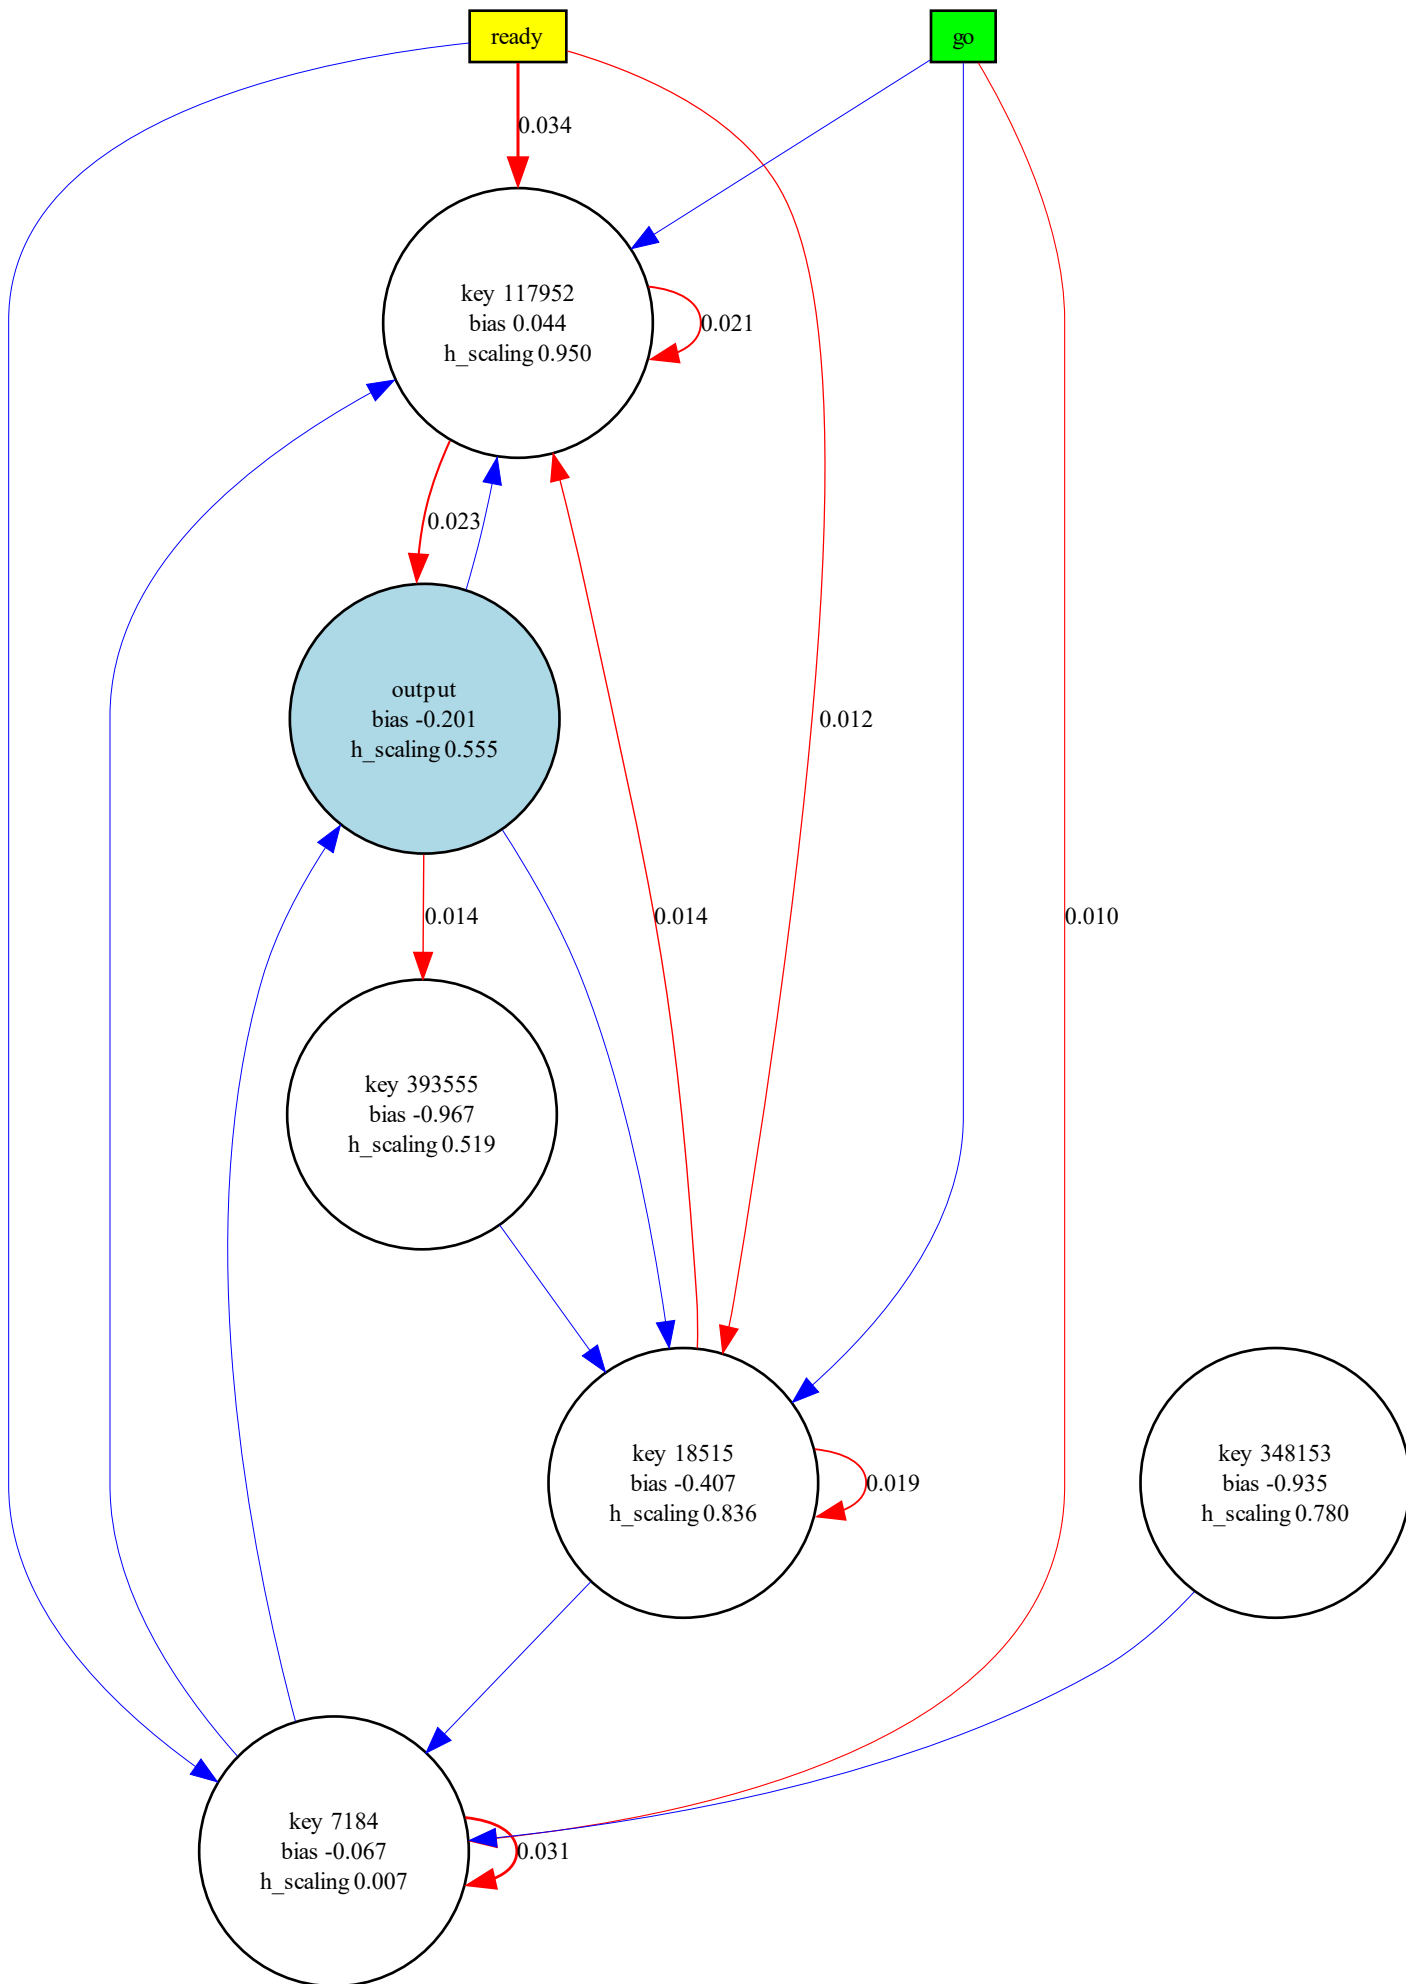 ready
go
0.034
key 117952
bias 0.044
h_scaling 0.950
0.021
0.023
output
bias -0.201
h_scaling 0.555
0.012
0.014
0.014
0.010
key 393555
bias -0.967
h_scaling 0.519
key 18515
bias -0.407
h_scaling 0.836
0.019
key 348153
bias -0.935
h_scaling 0.780
key 7184
bias -0.067
h_scaling 0.007
0.031